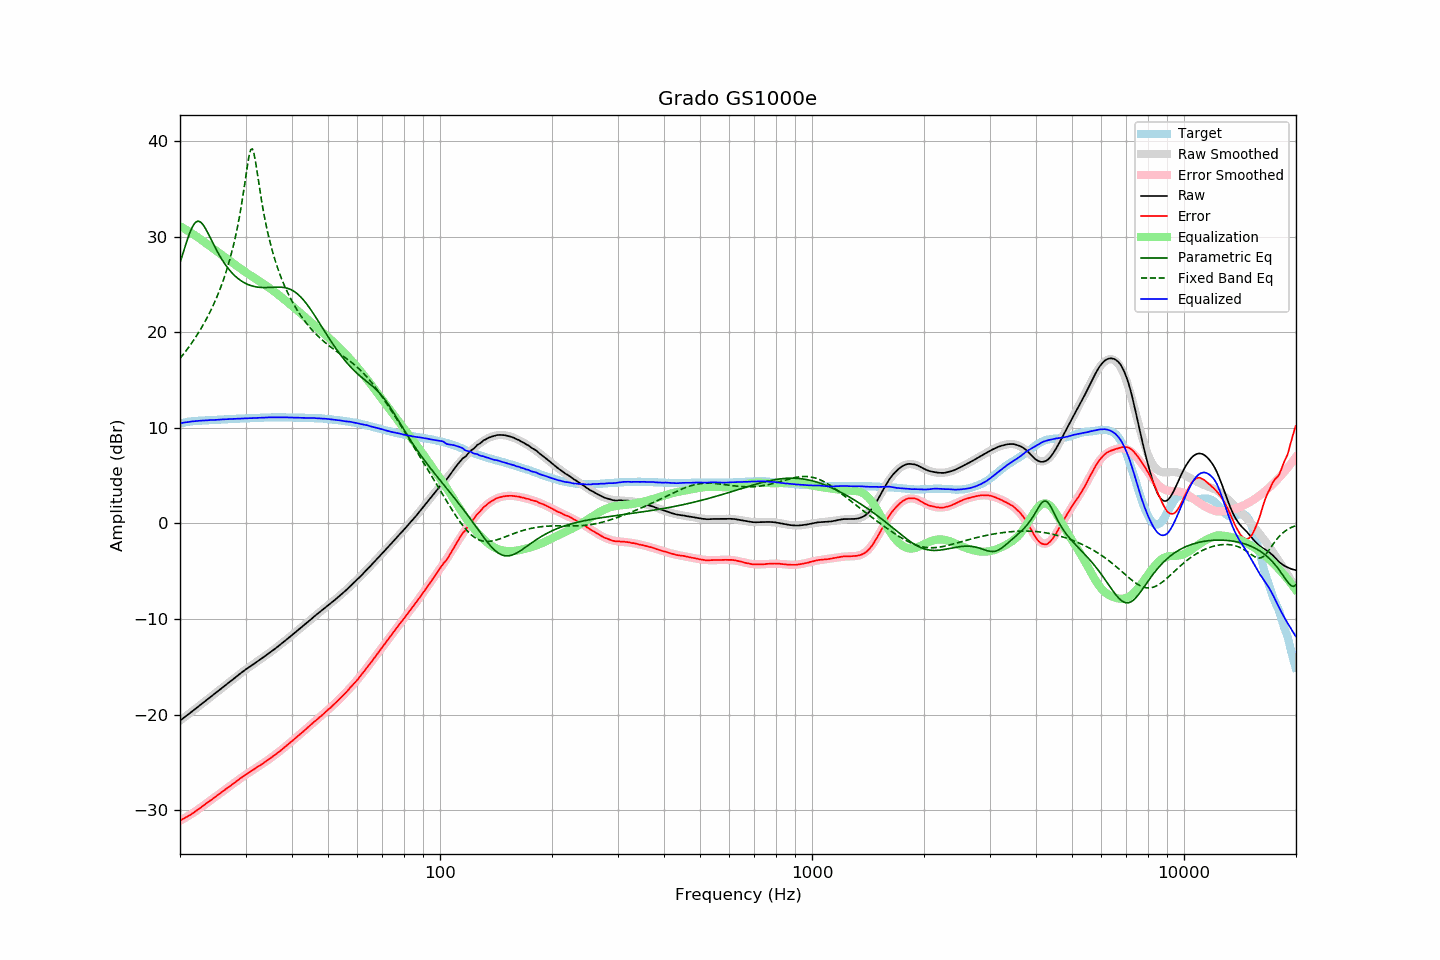 Grado GS1000e
40
30
20
10
0
−10
−20
−30
Amplitude (dBr)
100
1000
10000
Frequency (Hz)
Target
Raw Smoothed
Error Smoothed
Raw
Error
Equalization
Parametric Eq
Fixed Band Eq
Equalized